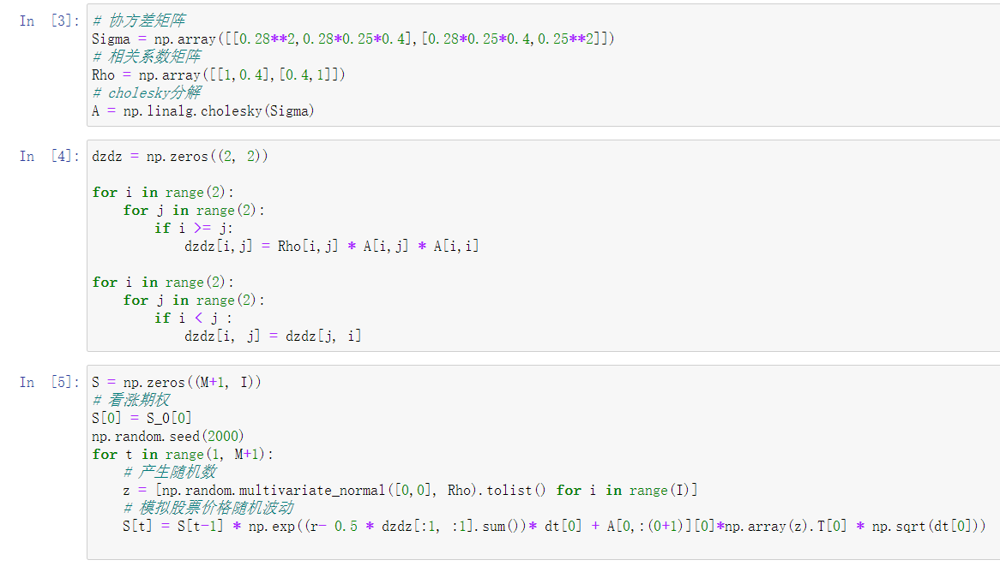 In [3]: # 协方差矩阵
Sigma = np.array([[0.28**2,0.28*0.25*0.4],[0.28*0.25*0.4,0.25**2]])
# 相关系数矩阵
Rho = np.array([[1,0.4],[0.4,1]])
# cholesky分解
A = np.linalg.cholesky(Sigma)
In [4]: dzdz = np.zeros((2, 2))
for i in range(2):
    for j in range(2):
        if i >= j:
            dzdz[i,j] = Rho[i,j] * A[i,j] * A[i,i]
for i in range(2):
    for j in range(2):
        if i < j :
            dzdz[i, j] = dzdz[j, i]
In [5]: S = np.zeros((M+1, I))
# 看涨期权
S[0] = S_0[0]
np.random.seed(2000)
for t in range(1, M+1):
    # 产生随机数
    z = [np.random.multivariate_normal([0,0], Rho).tolist() for i in range(I)]
    # 模拟股票价格随机波动
    S[t] = S[t-1] * np.exp((r- 0.5 * dzdz[:1, :1].sum())* dt[0] + A[0,:(0+1)][0]*np.array(z).T[0] * np.sqrt(dt[0]))